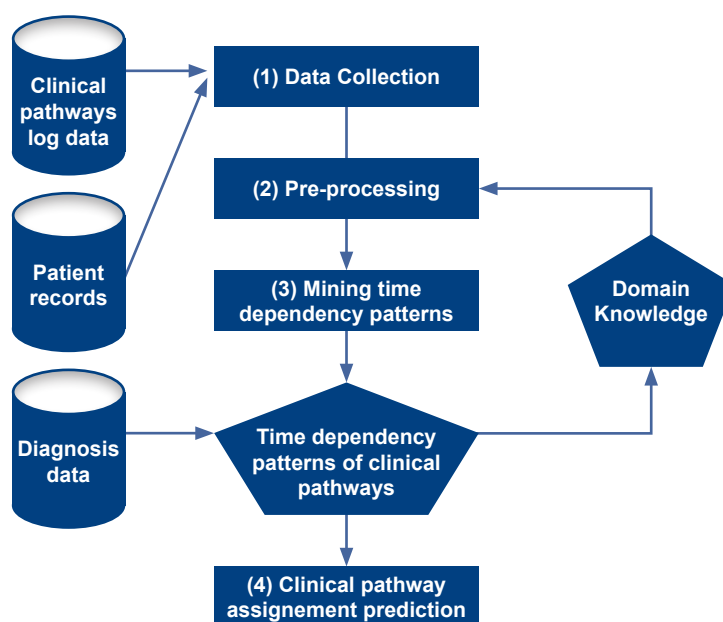 Clinical
pathways
log data
(1) Data Collection
(2) Pre-processing
Patient
records
(3) Mining time
dependency patterns
Domain
Knowledge
Diagnosis
data
Time dependency
patterns of clinical
pathways
(4) Clinical pathway
assignement prediction